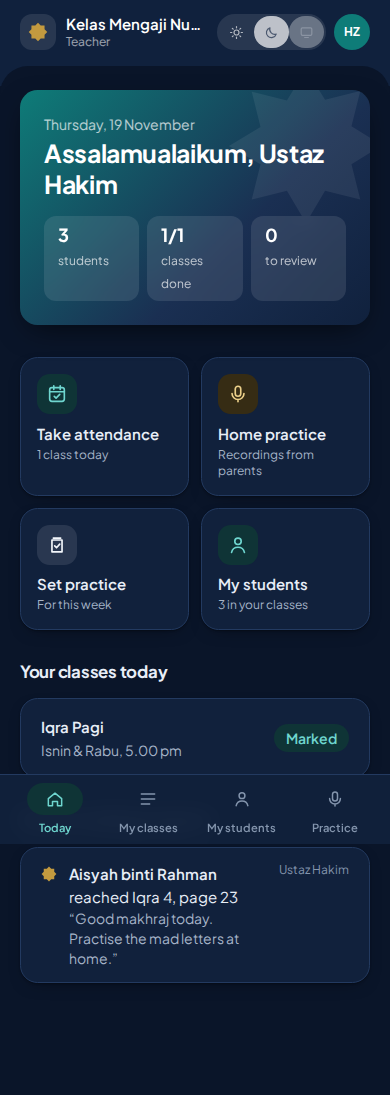 Kelas Mengaji Nu...
Teacher
HZ
Thursday, 19 November
Assalamualaikum, Ustaz
Hakim
3
students
1/1
classes
done
0
to review
Take attendance
1 class today
Home practice
Recordings from
parents
Set practice
For this week
My students
3 in your classes
Your classes today
Iqra Pagi
Isnin & Rabu, 5.00 pm
Marked
Today
My classes
My students
Practice
Aisyah binti Rahman
reached Iqra 4, page 23
Ustaz Hakim
“Good makhraj today.
Practise the mad letters at
home.”